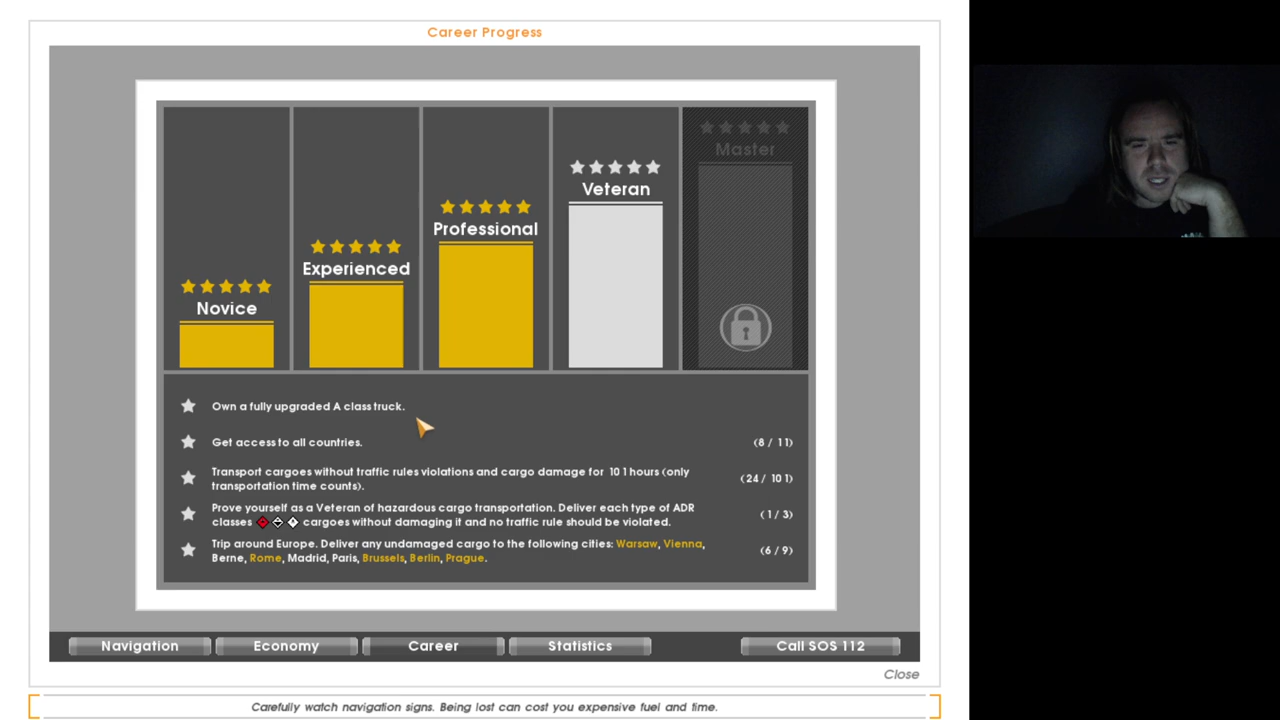 Career Progress
Master
Veteran
Professional
Experienced
Novice
Own a fully upgraded A class truck.
Get access to all countries. (8 / 11)
Transport cargoes without traffic rules violations and cargo damage for 101 hours (only
transportation time counts). (24 / 101)
Prove yourself as a Veteran of hazardous cargo transportation. Deliver each type of ADR
classes cargoes without damaging it and no traffic rule should be violated. (1 / 3)
Trip around Europe. Deliver any undamaged cargo to the following cities: Warsaw, Vienna,
Berne, Rome, Madrid, Paris, Brussels, Berlin, Prague. (6 / 9)
Navigation Economy Career Statistics Call SOS 112
Close
Carefully watch navigation signs. Being lost can cost you expensive fuel and time.